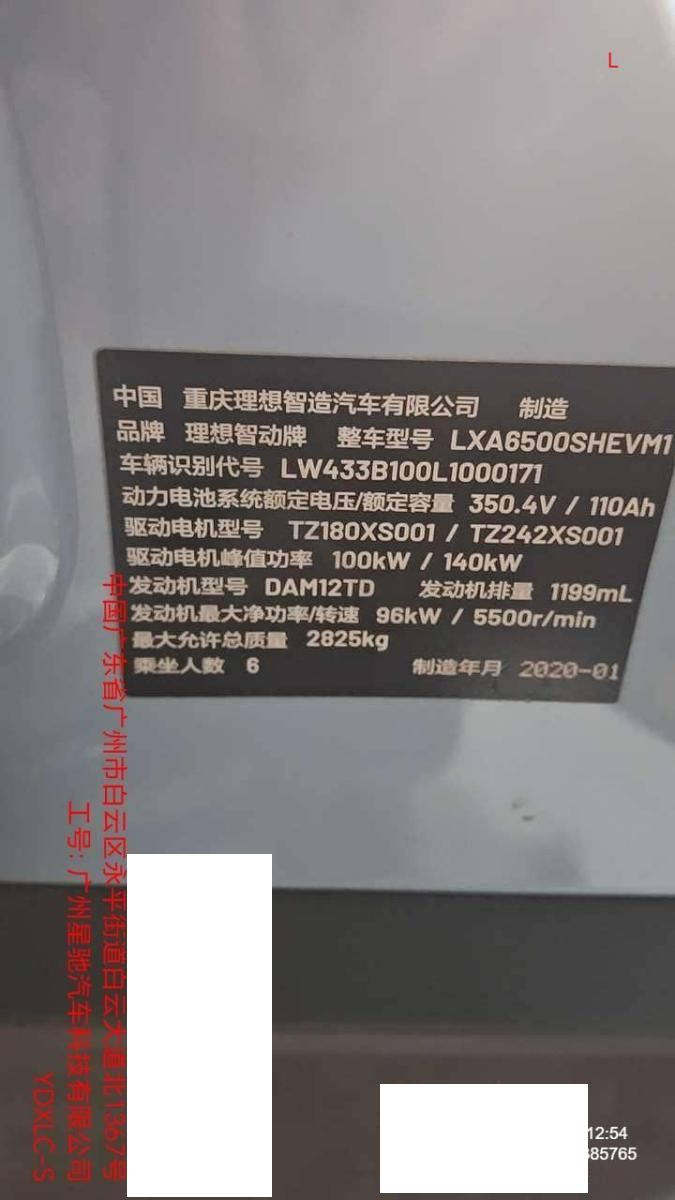 L
中国 重庆理想智造汽车有限公司 制造
品牌 理想智动牌 整车型号 LXA6500SHEVM1
车辆识别代号 LW433B100L1000171
动力电池系统额定电压/额定容量 350.4V / 110Ah
驱动电机型号 TZ180XS001 / TZ242XS001
驱动电机峰值功率 100kW / 140kW
发动机型号 DAM12TD 发动机排量 1199mL
发动机最大净功率/转速 96kW / 5500r/min
最大允许总质量 2825kg
乘坐人数 6 制造年月 2020-01
中国广东省广州市白云区永平街道白云大道北1367号
工号: 广州星驰汽车科技有限公司
YDXLC-S
12:54
685765